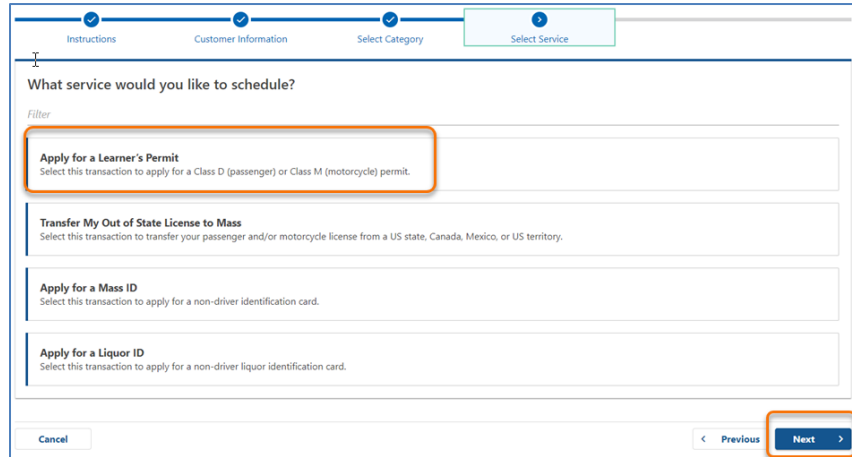 Instructions
Customer Information
Select Category
Select Service
What service would you like to schedule?
Filter
Apply for a Learner's Permit
Select this transaction to apply for a Class D (passenger) or Class M (motorcycle) permit.
Transfer My Out of State License to Mass
Select this transaction to transfer your passenger and/or motorcycle license from a US state, Canada, Mexico, or US territory.
Apply for a Mass ID
Select this transaction to apply for a non-driver identification card.
Apply for a Liquor ID
Select this transaction to apply for a non-driver liquor identification card.
Cancel
Previous
Next